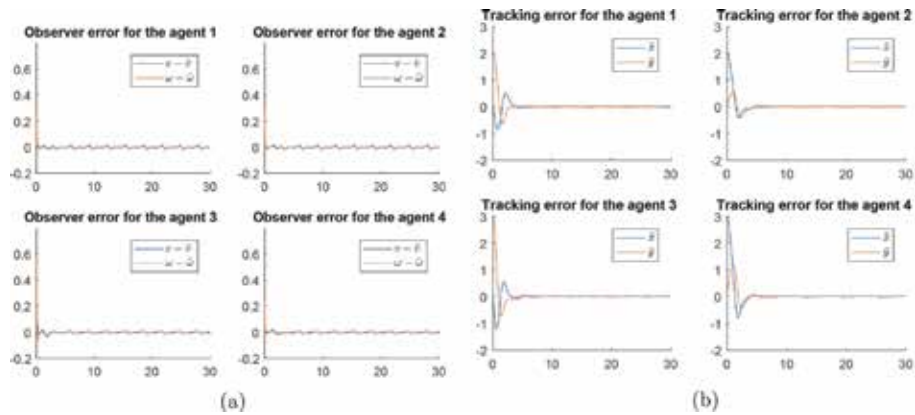 Observer error for the agent 1
0.6
0.4
0.2
0
-0.2
0 10 20 30
v − v̂
ω − ω̂
Observer error for the agent 2
0.6
0.4
0.2
0
-0.2
0 10 20 30
v − v̂
ω − ω̂
Observer error for the agent 3
0.6
0.4
0.2
0
-0.2
0 10 20 30
v − v̂
ω − ω̂
Observer error for the agent 4
0.6
0.4
0.2
0
-0.2
0 10 20 30
v − v̂
ω − ω̂
(a)
Tracking error for the agent 1
3
2
1
0
-1
-2
0 10 20 30
Tracking error for the agent 2
3
2
1
0
-1
-2
0 10 20 30
Tracking error for the agent 3
3
2
1
0
-1
-2
0 10 20 30
Tracking error for the agent 4
3
2
1
0
-1
-2
0 10 20 30
(b)